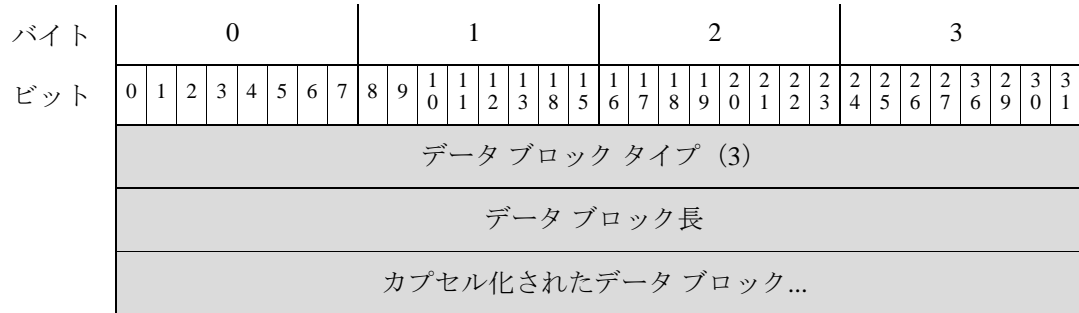 バイト 0 1 2 3
ビット 0 1 2 3 4 5 6 7 8 9 10 11 12 13 18 15 16 17 18 19 20 21 22 23 24 25 26 27 36 29 30 31
データ ブロック タイプ（3）
データ ブロック長
カプセル化されたデータ ブロック...